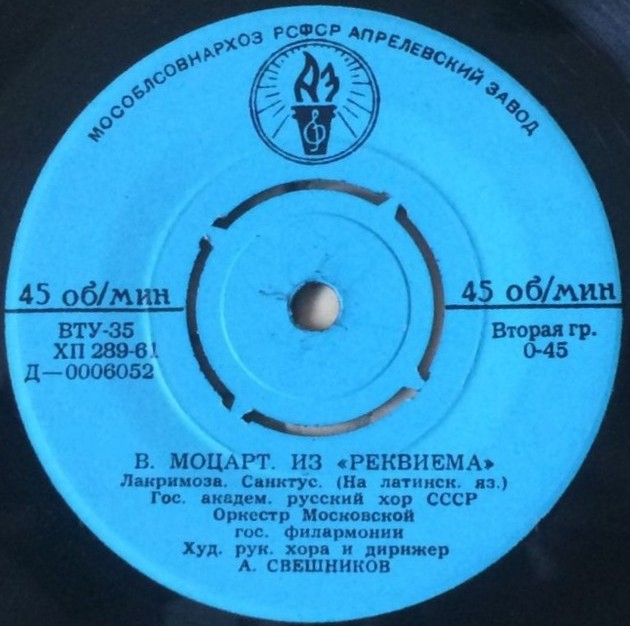 МОСОБЛСОВНАРХОЗ РСФСР АПРЕЛЕВСКИЙ ЗАВОД
АЗ
45 об/мин
45 об/мин
ВТУ-35
ХП 289-61
Д—0006052
Вторая гр.
0-45
В. МОЦАРТ. ИЗ «РЕКВИЕМА»
Лакримоза. Санктус. (На латинск. яз.)
Гос. академ. русский хор СССР
Оркестр Московской
гос. филармонии
Худ. рук. хора и дирижер
А. СВЕШНИКОВ